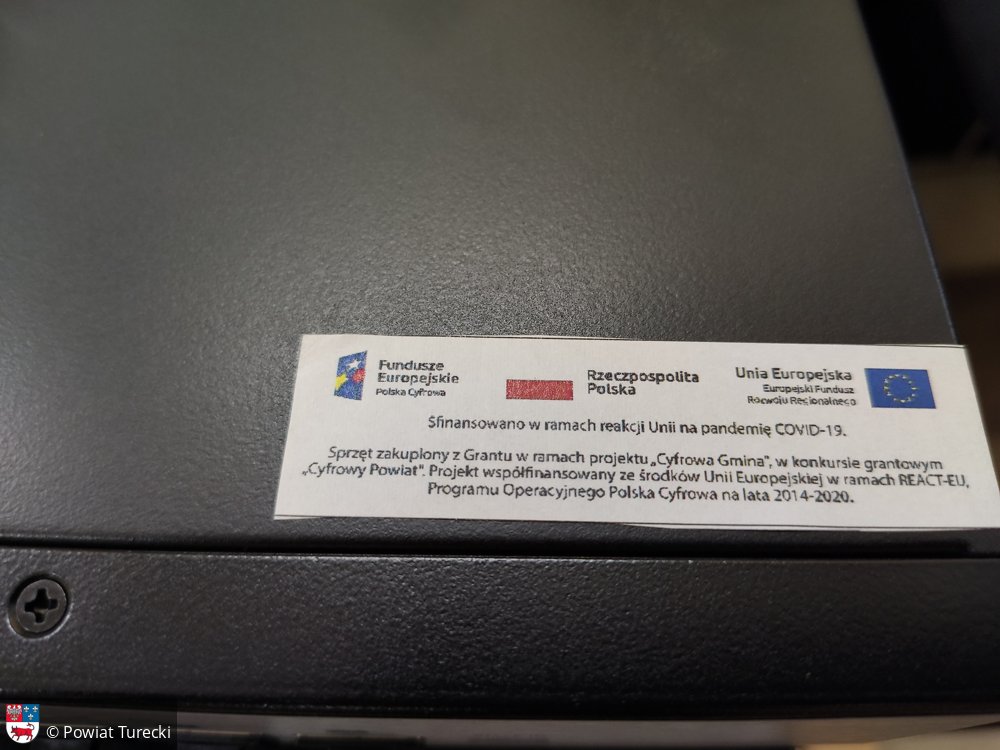 Fundusze
Europejskie
Polska Cyfrowa
Rzeczpospolita
Polska
Unia Europejska
Europejski Fundusz
Rozwoju Regionalnego
Sfinansowano w ramach reakcji Unii na pandemię COVID-19.
Sprzęt zakupiony z Grantu w ramach projektu „Cyfrowa Gmina", w konkursie grantowym
„Cyfrowy Powiat". Projekt współfinansowany ze środków Unii Europejskiej w ramach REACT-EU,
Programu Operacyjnego Polska Cyfrowa na lata 2014-2020.
© Powiat Turecki